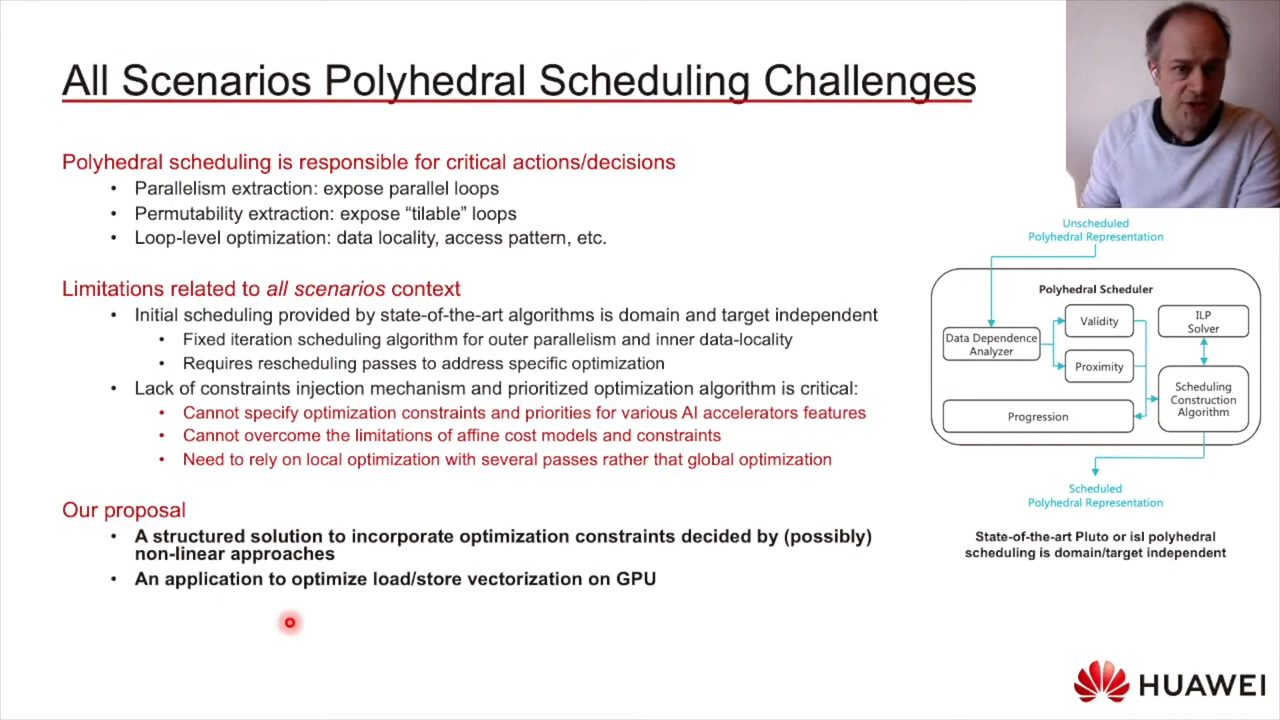 All Scenarios Polyhedral Scheduling Challenges
Polyhedral scheduling is responsible for critical actions/decisions
• Parallelism extraction: expose parallel loops
• Permutability extraction: expose “tilable” loops
• Loop-level optimization: data locality, access pattern, etc.
Limitations related to all scenarios context
• Initial scheduling provided by state-of-the-art algorithms is domain and target independent
• Fixed iteration scheduling algorithm for outer parallelism and inner data-locality
• Requires rescheduling passes to address specific optimization
• Lack of constraints injection mechanism and prioritized optimization algorithm is critical:
• Cannot specify optimization constraints and priorities for various AI accelerators features
• Cannot overcome the limitations of affine cost models and constraints
• Need to rely on local optimization with several passes rather that global optimization
Our proposal
• A structured solution to incorporate optimization constraints decided by (possibly)
non-linear approaches
• An application to optimize load/store vectorization on GPU
Unscheduled
Polyhedral Representation
Polyhedral Scheduler
Data Dependence
Analyzer
Validity
Proximity
ILP
Solver
Scheduling
Construction
Algorithm
Progression
Scheduled
Polyhedral Representation
State-of-the-art Pluto or isl polyhedral
scheduling is domain/target independent
HUAWEI